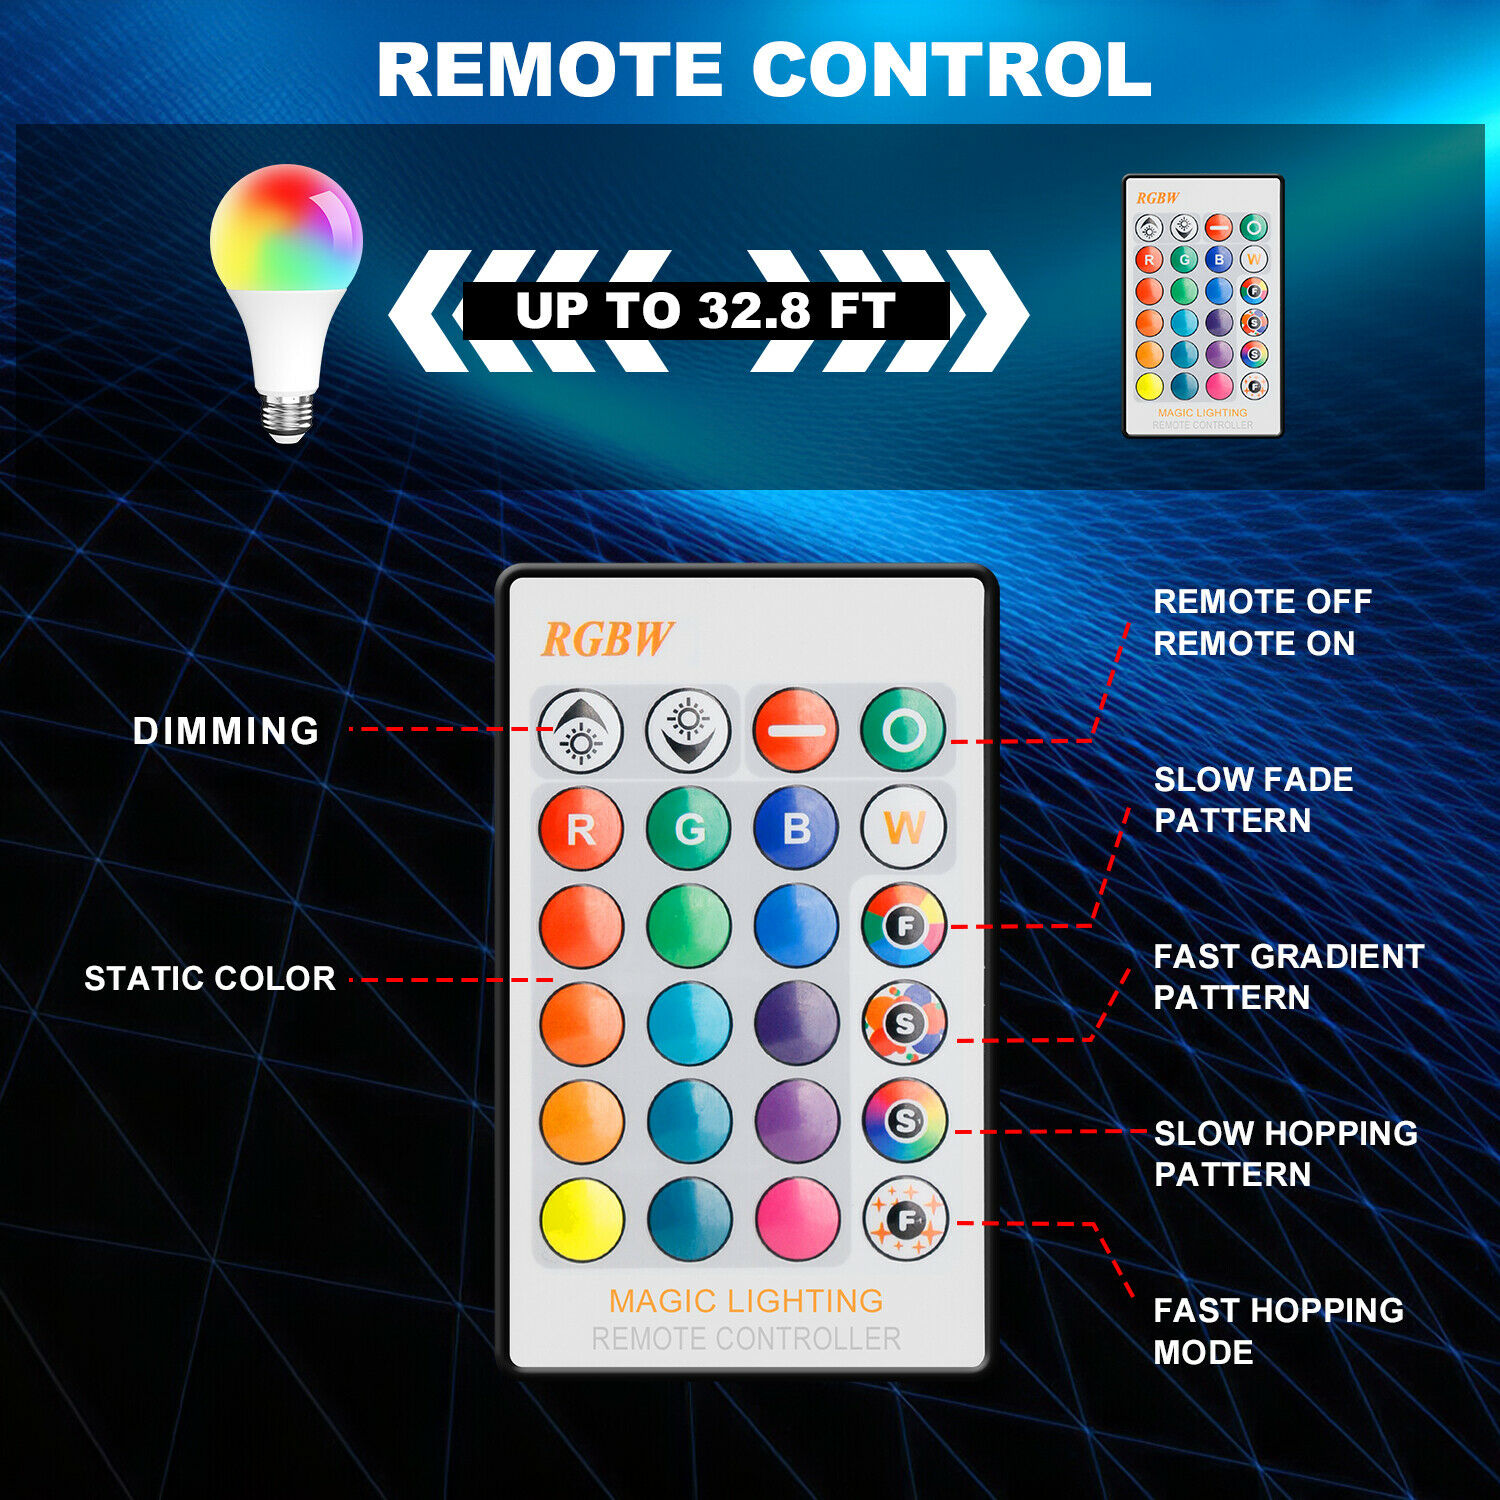 REMOTE CONTROL
UP TO 32.8 FT
RGBW
R G B W
F
S
S
F
MAGIC LIGHTING
REMOTE CONTROLLER
REMOTE OFF
REMOTE ON
DIMMING
SLOW FADE
PATTERN
STATIC COLOR
FAST GRADIENT
PATTERN
SLOW HOPPING
PATTERN
FAST HOPPING
MODE
RGBW
R G B W
F
S
S
F
MAGIC LIGHTING
REMOTE CONTROLLER